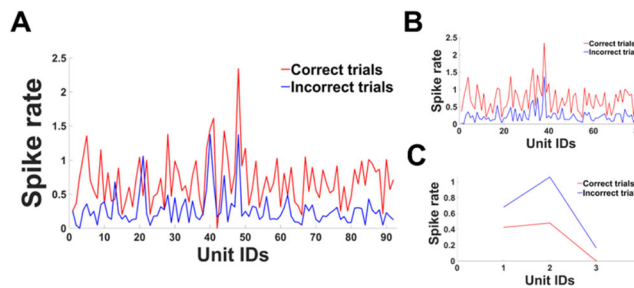 A
2.5
2
1.5
1
0.5
0
Spike rate
Correct trials
Incorrect trials
0 10 20 30 40 50 60 70 80 90
Unit IDs
B
2.5
2
1.5
1
0.5
0
Spike rate
Correct trials
Incorrect trial
0 20 40 60
Unit IDs
C
1
0.8
0.6
0.4
0.2
0
Spike rate
Correct trials
Incorrect trial
0 1 2 3
Unit IDs